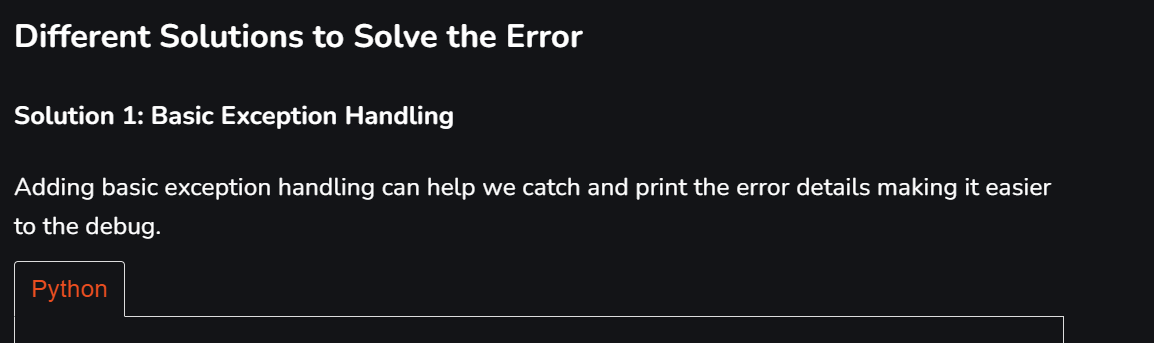 Different Solutions to Solve the Error
Solution 1: Basic Exception Handling
Adding basic exception handling can help we catch and print the error details making it easier
to the debug.
Python